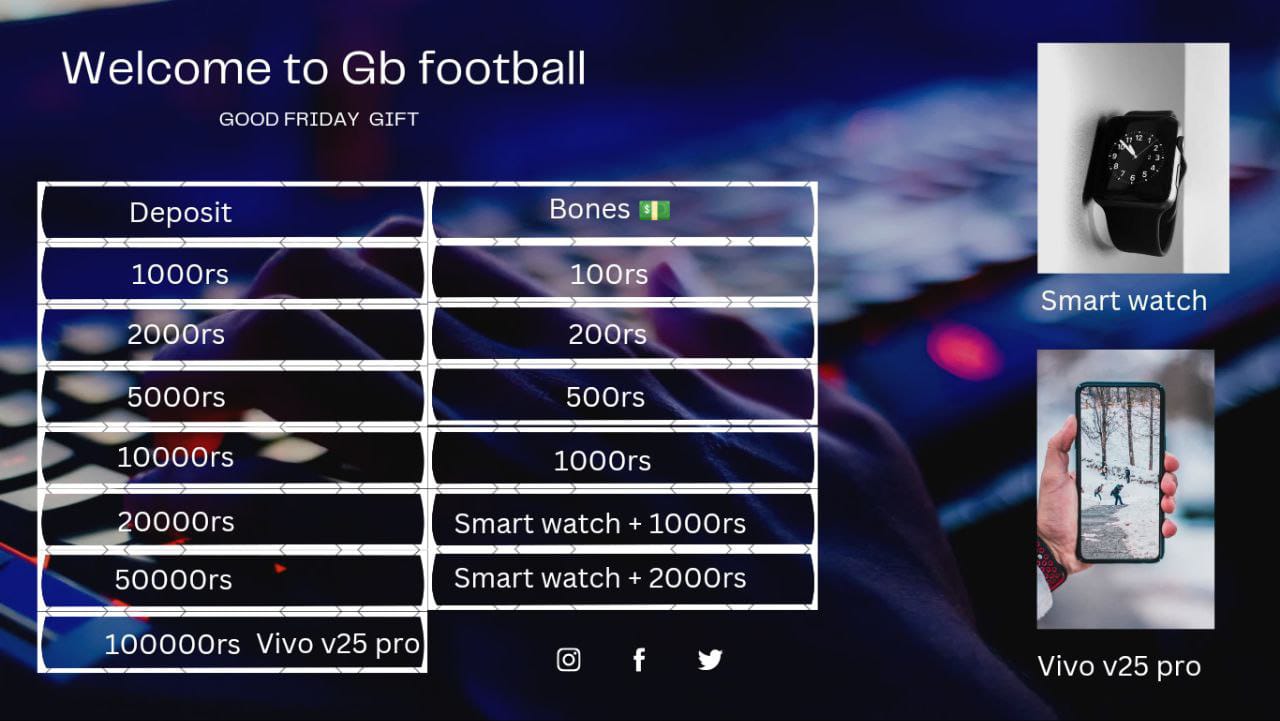 Welcome to Gb football
GOOD FRIDAY GIFT
Deposit Bones 💵
1000rs 100rs
2000rs 200rs
5000rs 500rs
10000rs 1000rs
20000rs Smart watch + 1000rs
50000rs Smart watch + 2000rs
100000rs Vivo v25 pro
Smart watch
Vivo v25 pro